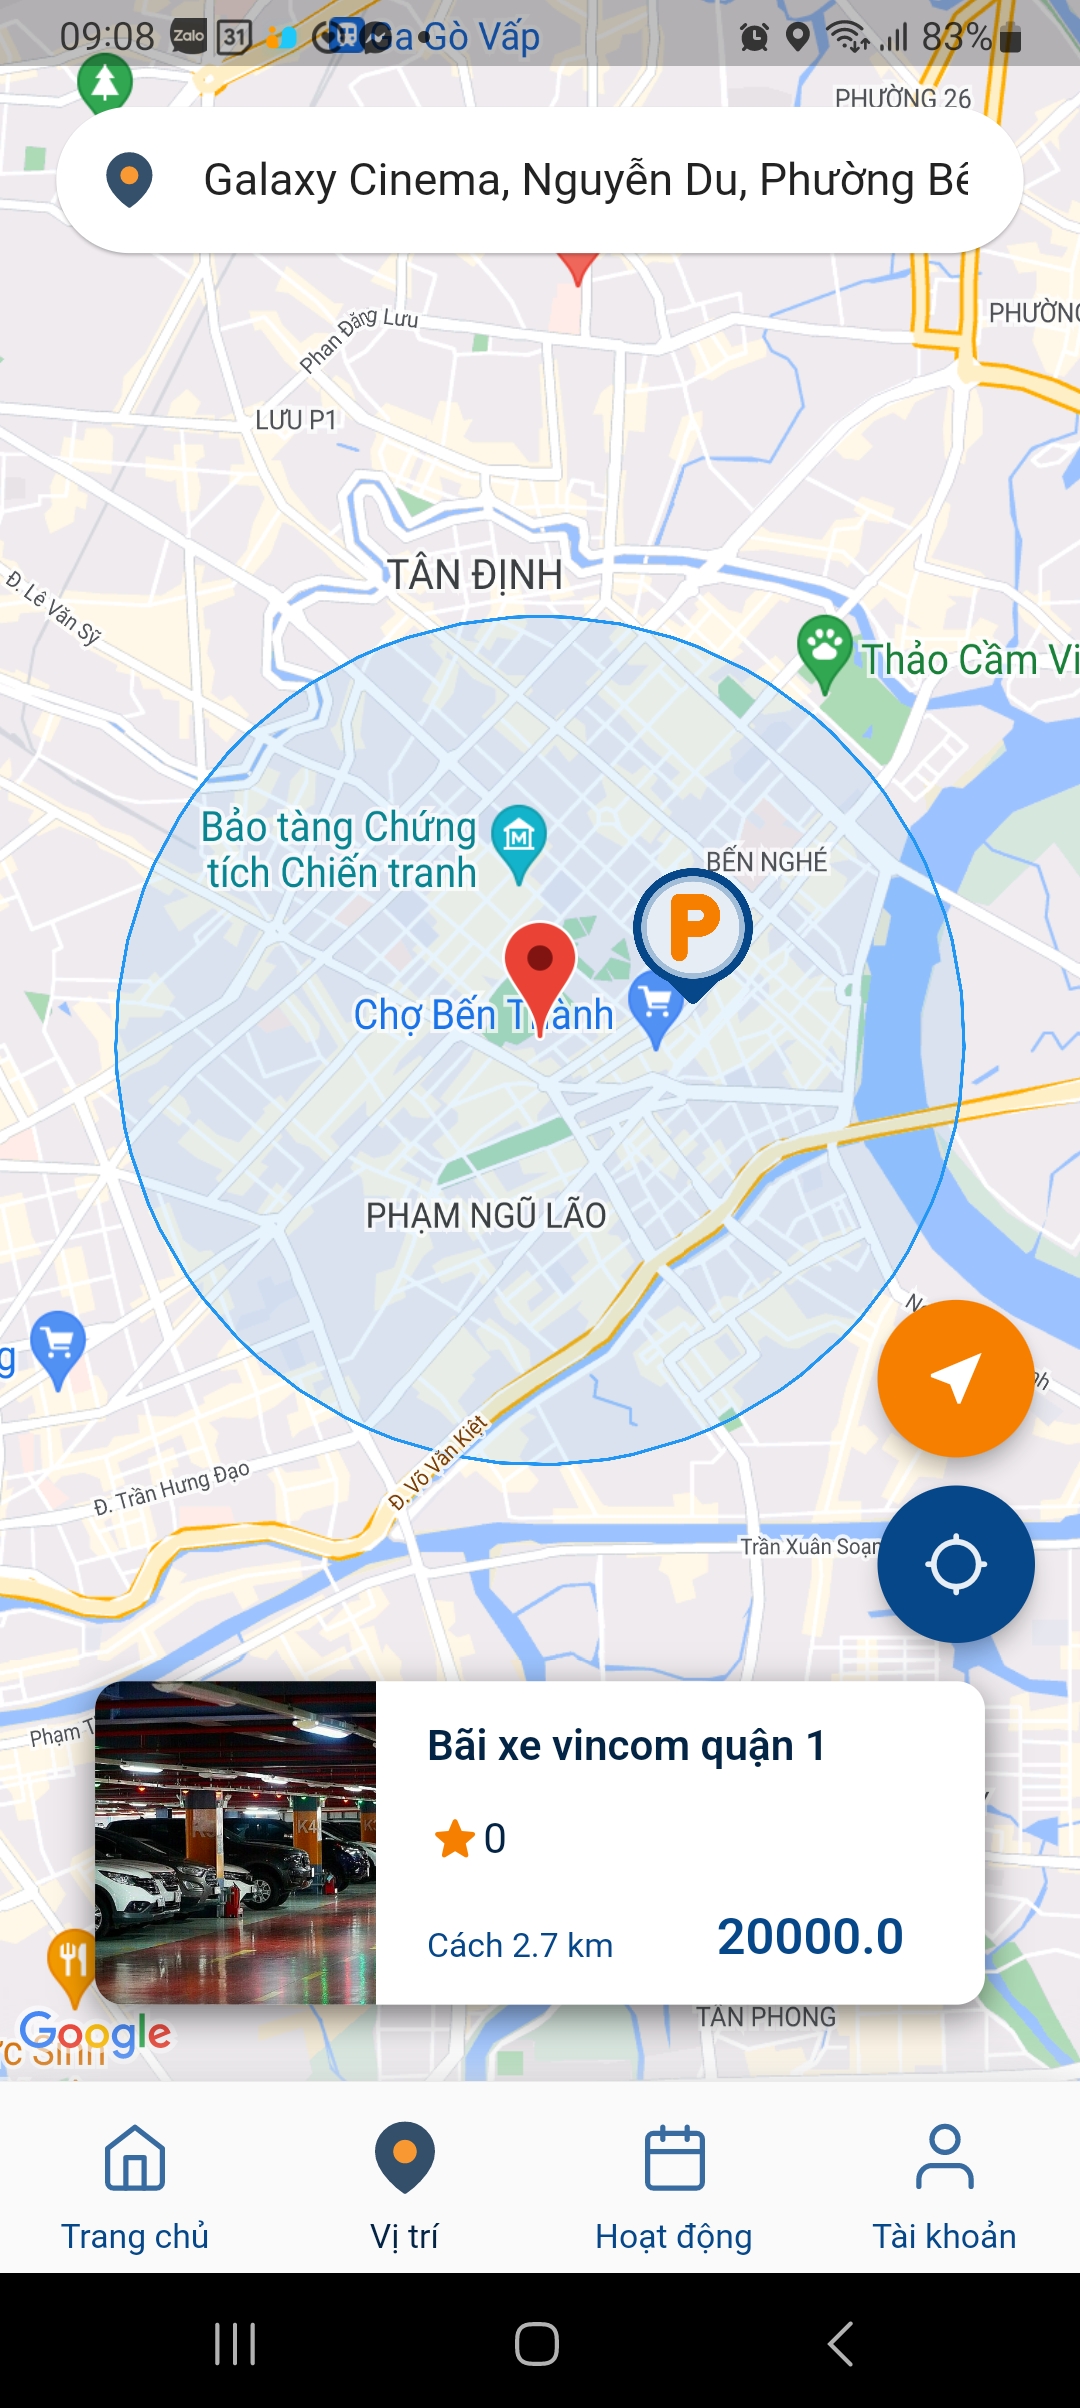 09:08
Zalo
31
Ga Gò Vấp
83%
PHƯỜNG 26
Galaxy Cinema, Nguyễn Du, Phường Bế
PHƯỜNG
Phan Đăng Lưu
LƯU P1
TÂN ĐỊNH
Đ. Lê Văn Sỹ
Thảo Cầm Vi
Bảo tàng Chứng
tích Chiến tranh
BẾN NGHÉ
P
Chợ Bến Thành
PHẠM NGŨ LÃO
g
Đ. Võ Văn Kiệt
Đ. Trần Hưng Đạo
Trần Xuân Soạn
Phạm T
Bãi xe vincom quận 1
K4
0
Cách 2.7 km
20000.0
TÂN PHONG
Google
Trang chủ
Vị trí
Hoạt động
Tài khoản